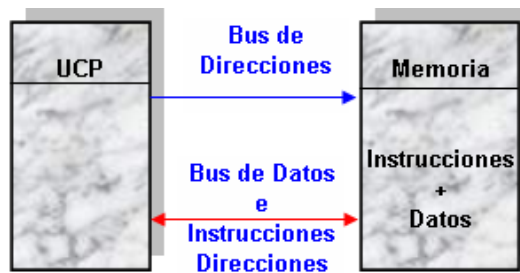 UCP
Bus de
Direcciones
Memoria
Instrucciones
+
Datos
Bus de Datos
e
Instrucciones
Direcciones